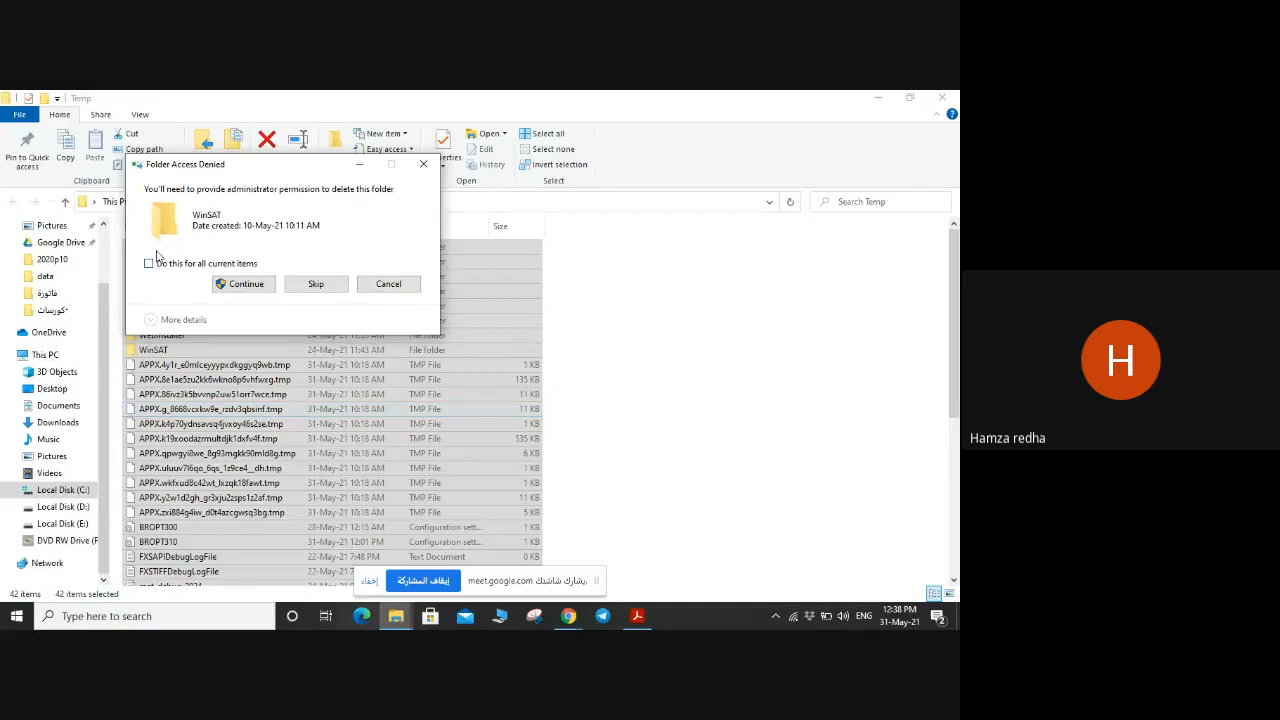 Temp
File Home Share View
Cut
Copy path
Pin to Quick access
Copy
Paste
Clipboard
New item
Easy access
Open
Edit
History
Open
Select all
Select none
Invert selection
Select
This
Search Temp
Folder Access Denied
You'll need to provide administrator permission to delete this folder
WinSAT
Date created: 10-May-21 10:11 AM
Do this for all current items
Continue Skip Cancel
More details
Size
Pictures
Google Drive
2020p10
data
فاتورة
كورسات
OneDrive
This PC
3D Objects
Desktop
Documents
Downloads
Music
Pictures
Videos
Local Disk (C:)
Local Disk (D:)
Local Disk (E:)
DVD RW Drive (F
Network
WinSAT 24-May-21 11:43 AM File folder
APPX.4y1r_e0mlceyyypxdkggyq9wb.tmp 31-May-21 10:18 AM TMP File 1 KB
APPX.8e1ae5zu2kk6wkno8p6vhfwxg.tmp 31-May-21 10:18 AM TMP File 135 KB
APPX.86ivz3k5bvvnp2uw51orr7wce.tmp 31-May-21 10:18 AM TMP File 11 KB
APPX.g_8668vcxkw9e_rzdv3qbsinf.tmp 31-May-21 10:18 AM TMP File 11 KB
APPX.k4p70ydnsavsq4jvxoy46s2se.tmp 31-May-21 10:18 AM TMP File 1 KB
APPX.k19xoodazrmultdjk1dxfv4f.tmp 31-May-21 10:18 AM TMP File 535 KB
APPX.qpwgyi8we_8g93mgkk90mld8g.tmp 31-May-21 10:18 AM TMP File 6 KB
APPX.uluuv7l6qo_6qs_1z9ce4__dh.tmp 31-May-21 10:18 AM TMP File 1 KB
APPX.wkfxud8c42wt_lxzqk18fawt.tmp 31-May-21 10:18 AM TMP File 1 KB
APPX.y2w1d2gh_gr3xju2zsps1z2af.tmp 31-May-21 10:18 AM TMP File 11 KB
APPX.zi884g4iw_d0t4azcgwsq3bg.tmp 31-May-21 10:18 AM TMP File 5 KB
BROPT300 28-May-21 12:15 AM Configuration sett... 1 KB
BROPT310 31-May-21 12:01 PM Configuration sett... 1 KB
FXSAPIDebugLogFile 22-May-21 7:48 PM Text Document 0 KB
FXSTIFFDebugLogFile 22-May-21
42 items 42 items selected
meet.google.com يشارك شاشتك.
إيقاف المشاركة
إخفاء
Type here to search
ENG
12:38 PM
31-May-21
2
H
Hamza redha